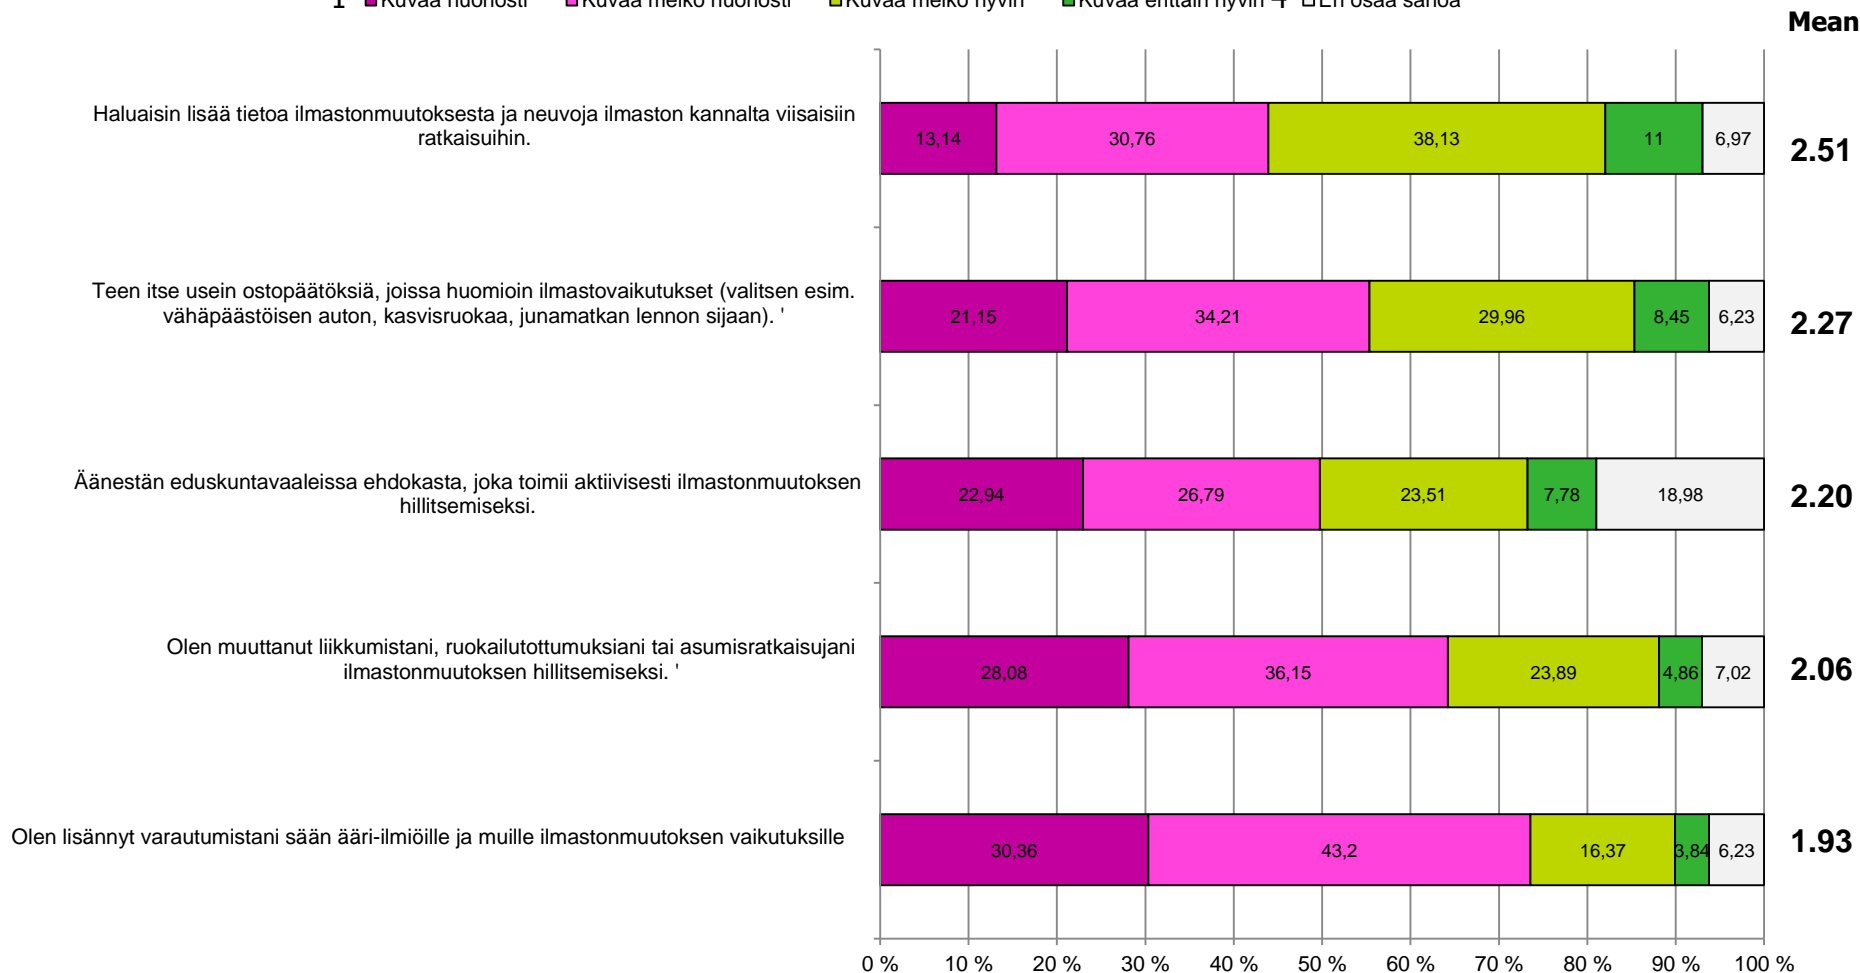 1 Kuvaa huonosti Kuvaa melko huonosti Kuvaa melko hyvin Kuvaa erittäin hyvin 4 En osaa sanoa
Mean
Haluaisin lisää tietoa ilmastonmuutoksesta ja neuvoja ilmaston kannalta viisaisiin
ratkaisuihin.
13,14 30,76 38,13 11 6,97 2.51
Teen itse usein ostopäätöksiä, joissa huomioin ilmastovaikutukset (valitsen esim.
vähäpäästöisen auton, kasvisruokaa, junamatkan lennon sijaan). '
21,15 34,21 29,96 8,45 6,23 2.27
Äänestän eduskuntavaaleissa ehdokasta, joka toimii aktiivisesti ilmastonmuutoksen
hillitsemiseksi.
22,94 26,79 23,51 7,78 18,98 2.20
Olen muuttanut liikkumistani, ruokailutottumuksiani tai asumisratkaisujani
ilmastonmuutoksen hillitsemiseksi. '
28,08 36,15 23,89 4,86 7,02 2.06
Olen lisännyt varautumistani sään ääri-ilmiöille ja muille ilmastonmuutoksen vaikutuksille
30,36 43,2 16,37 3,84 6,23 1.93
0 % 10 % 20 % 30 % 40 % 50 % 60 % 70 % 80 % 90 % 100 %